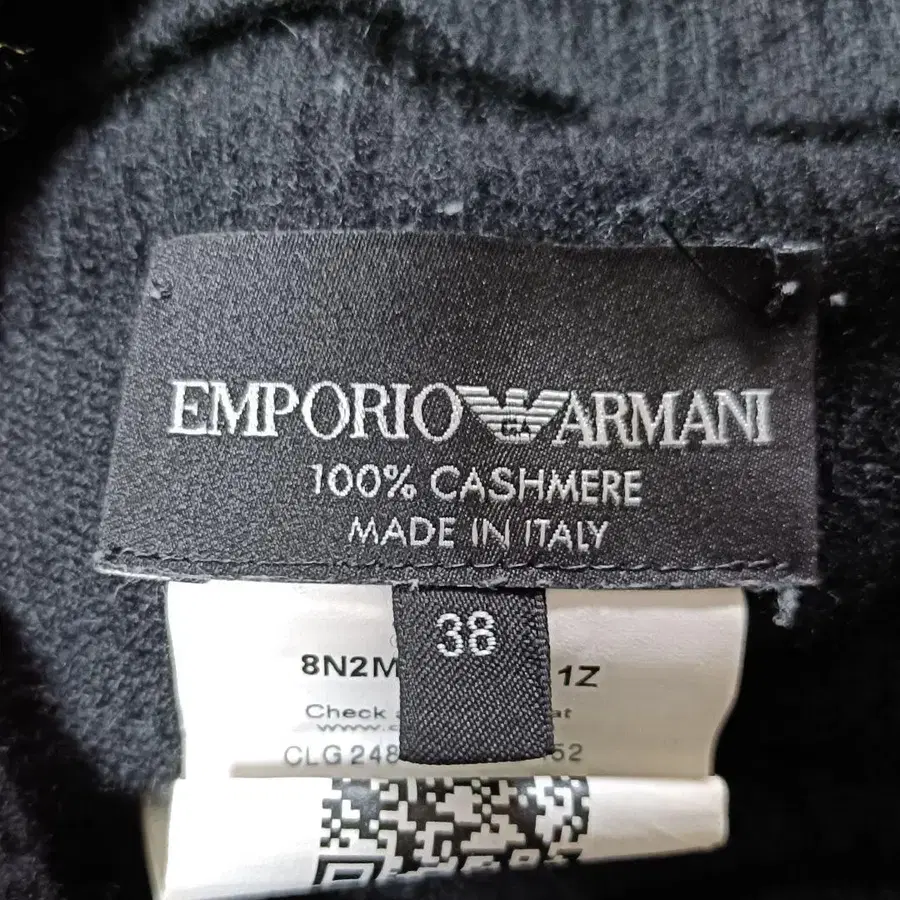 EMPORIO ARMANI
100% CASHMERE
MADE IN ITALY
38
8N2M 1Z
Check
CLG 248 52